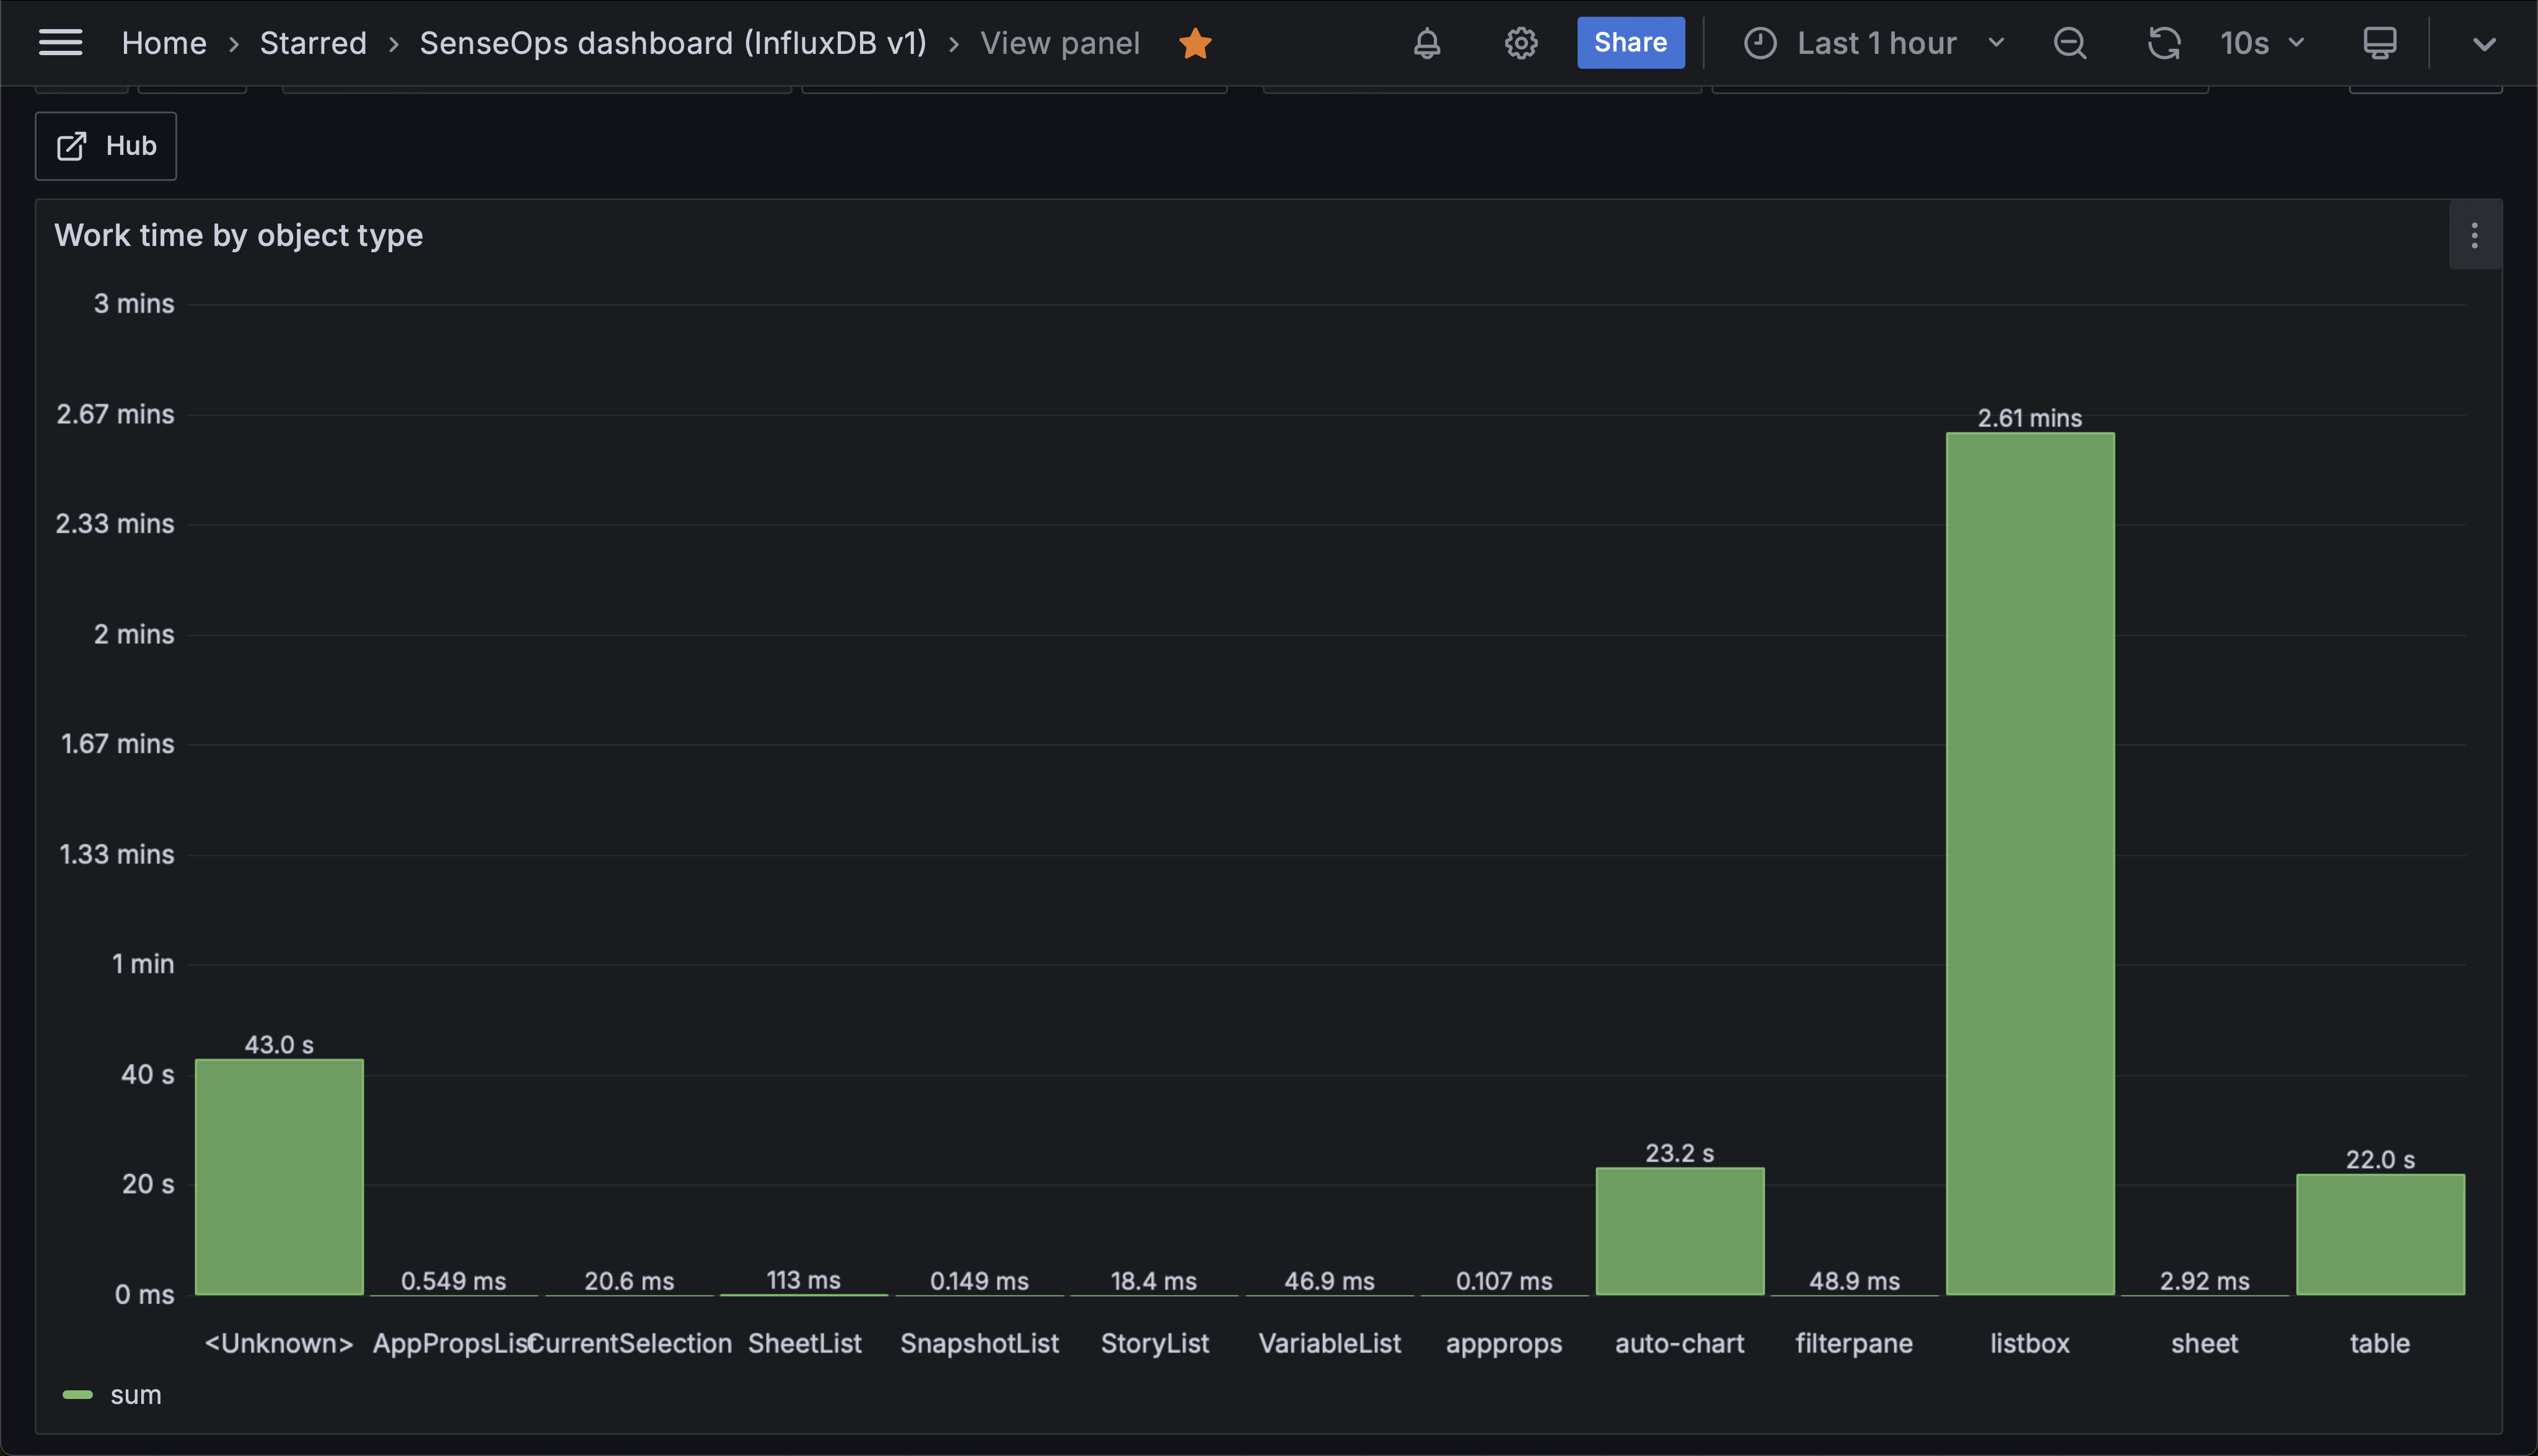 Home › Starred › SenseOps dashboard (InfluxDB v1) › View panel Share Last 1 hour 10s
Hub
Work time by object type
3 mins
2.67 mins
2.61 mins
2.33 mins
2 mins
1.67 mins
1.33 mins
1 min
43.0 s
40 s
23.2 s
22.0 s
20 s
0.549 ms 20.6 ms 113 ms 0.149 ms 18.4 ms 46.9 ms 0.107 ms 48.9 ms 2.92 ms
0 ms
<Unknown> AppPropsList CurrentSelection SheetList SnapshotList StoryList VariableList appprops auto-chart filterpane listbox sheet table
sum